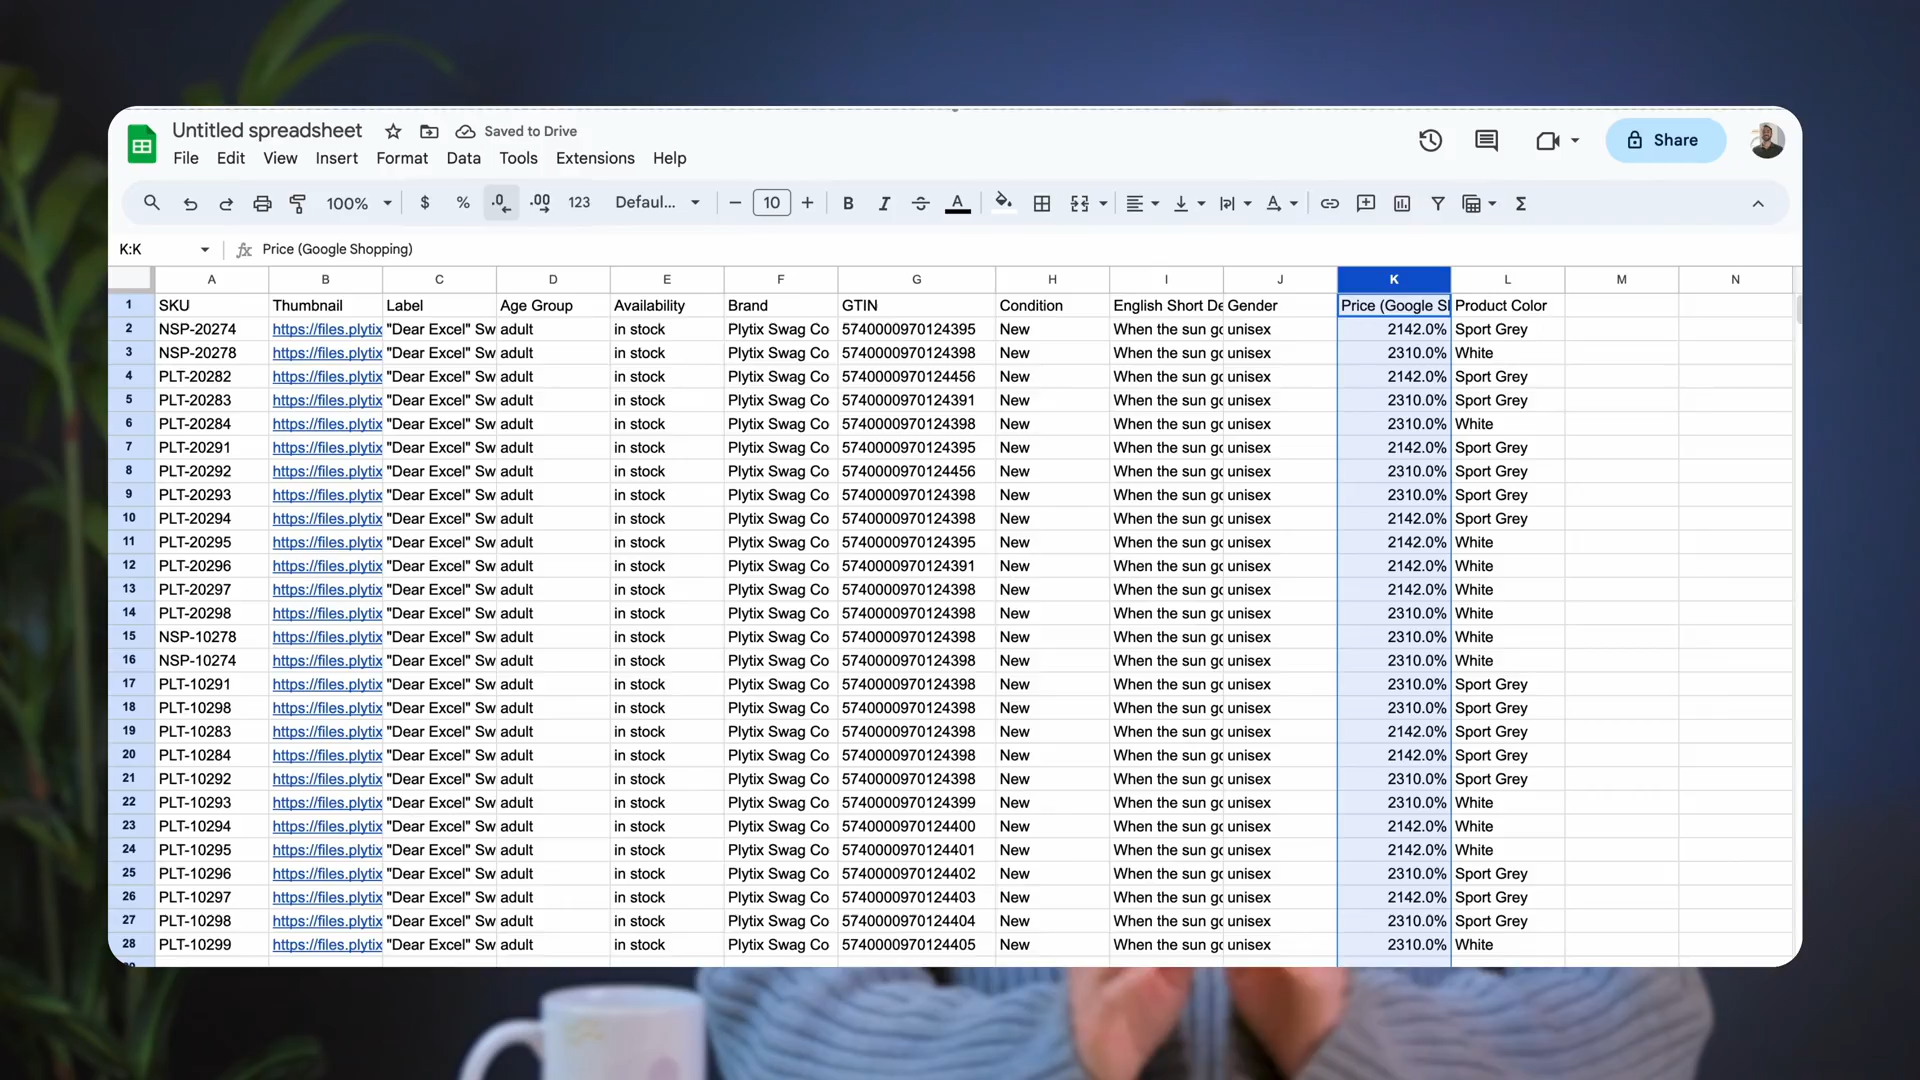 Untitled spreadsheet Saved to Drive
File Edit View Insert Format Data Tools Extensions Help
Share
100% $ % .0 .00 123 Defaul... 10 B I A
K:K fx Price (Google Shopping)
A B C D E F G H I J K L M N
1 SKU Thumbnail Label Age Group Availability Brand GTIN Condition English Short De Gender Price (Google Sh Product Color
2 NSP-20274 https://files.plytix "Dear Excel" Sw adult in stock Plytix Swag Co 5740000970124395 New When the sun go unisex 2142.0% Sport Grey
3 NSP-20278 https://files.plytix "Dear Excel" Sw adult in stock Plytix Swag Co 5740000970124398 New When the sun go unisex 2310.0% White
4 PLT-20282 https://files.plytix "Dear Excel" Sw adult in stock Plytix Swag Co 5740000970124456 New When the sun go unisex 2142.0% Sport Grey
5 PLT-20283 https://files.plytix "Dear Excel" Sw adult in stock Plytix Swag Co 5740000970124391 New When the sun go unisex 2310.0% Sport Grey
6 PLT-20284 https://files.plytix "Dear Excel" Sw adult in stock Plytix Swag Co 5740000970124398 New When the sun go unisex 2310.0% White
7 PLT-20291 https://files.plytix "Dear Excel" Sw adult in stock Plytix Swag Co 5740000970124395 New When the sun go unisex 2142.0% Sport Grey
8 PLT-20292 https://files.plytix "Dear Excel" Sw adult in stock Plytix Swag Co 5740000970124456 New When the sun go unisex 2310.0% Sport Grey
9 PLT-20293 https://files.plytix "Dear Excel" Sw adult in stock Plytix Swag Co 5740000970124398 New When the sun go unisex 2310.0% Sport Grey
10 PLT-20294 https://files.plytix "Dear Excel" Sw adult in stock Plytix Swag Co 5740000970124398 New When the sun go unisex 2142.0% Sport Grey
11 PLT-20295 https://files.plytix "Dear Excel" Sw adult in stock Plytix Swag Co 5740000970124395 New When the sun go unisex 2142.0% White
12 PLT-20296 https://files.plytix "Dear Excel" Sw adult in stock Plytix Swag Co 5740000970124391 New When the sun go unisex 2142.0% White
13 PLT-20297 https://files.plytix "Dear Excel" Sw adult in stock Plytix Swag Co 5740000970124398 New When the sun go unisex 2142.0% White
14 PLT-20298 https://files.plytix "Dear Excel" Sw adult in stock Plytix Swag Co 5740000970124398 New When the sun go unisex 2310.0% White
15 NSP-10278 https://files.plytix "Dear Excel" Sw adult in stock Plytix Swag Co 5740000970124398 New When the sun go unisex 2310.0% White
16 NSP-10274 https://files.plytix "Dear Excel" Sw adult in stock Plytix Swag Co 5740000970124398 New When the sun go unisex 2310.0% White
17 PLT-10291 https://files.plytix "Dear Excel" Sw adult in stock Plytix Swag Co 5740000970124398 New When the sun go unisex 2310.0% Sport Grey
18 PLT-10298 https://files.plytix "Dear Excel" Sw adult in stock Plytix Swag Co 5740000970124398 New When the sun go unisex 2310.0% Sport Grey
19 PLT-10283 https://files.plytix "Dear Excel" Sw adult in stock Plytix Swag Co 5740000970124398 New When the sun go unisex 2142.0% Sport Grey
20 PLT-10284 https://files.plytix "Dear Excel" Sw adult in stock Plytix Swag Co 5740000970124398 New When the sun go unisex 2142.0% Sport Grey
21 PLT-10292 https://files.plytix "Dear Excel" Sw adult in stock Plytix Swag Co 5740000970124398 New When the sun go unisex 2310.0% Sport Grey
22 PLT-10293 https://files.plytix "Dear Excel" Sw adult in stock Plytix Swag Co 5740000970124399 New When the sun go unisex 2310.0% White
23 PLT-10294 https://files.plytix "Dear Excel" Sw adult in stock Plytix Swag Co 5740000970124400 New When the sun go unisex 2142.0% White
24 PLT-10295 https://files.plytix "Dear Excel" Sw adult in stock Plytix Swag Co 5740000970124401 New When the sun go unisex 2142.0% White
25 PLT-10296 https://files.plytix "Dear Excel" Sw adult in stock Plytix Swag Co 5740000970124402 New When the sun go unisex 2310.0% Sport Grey
26 PLT-10297 https://files.plytix "Dear Excel" Sw adult in stock Plytix Swag Co 5740000970124403 New When the sun go unisex 2142.0% Sport Grey
27 PLT-10298 https://files.plytix "Dear Excel" Sw adult in stock Plytix Swag Co 5740000970124404 New When the sun go unisex 2310.0% Sport Grey
28 PLT-10299 https://files.plytix "Dear Excel" Sw adult in stock Plytix Swag Co 5740000970124405 New When the sun go unisex 2310.0% White